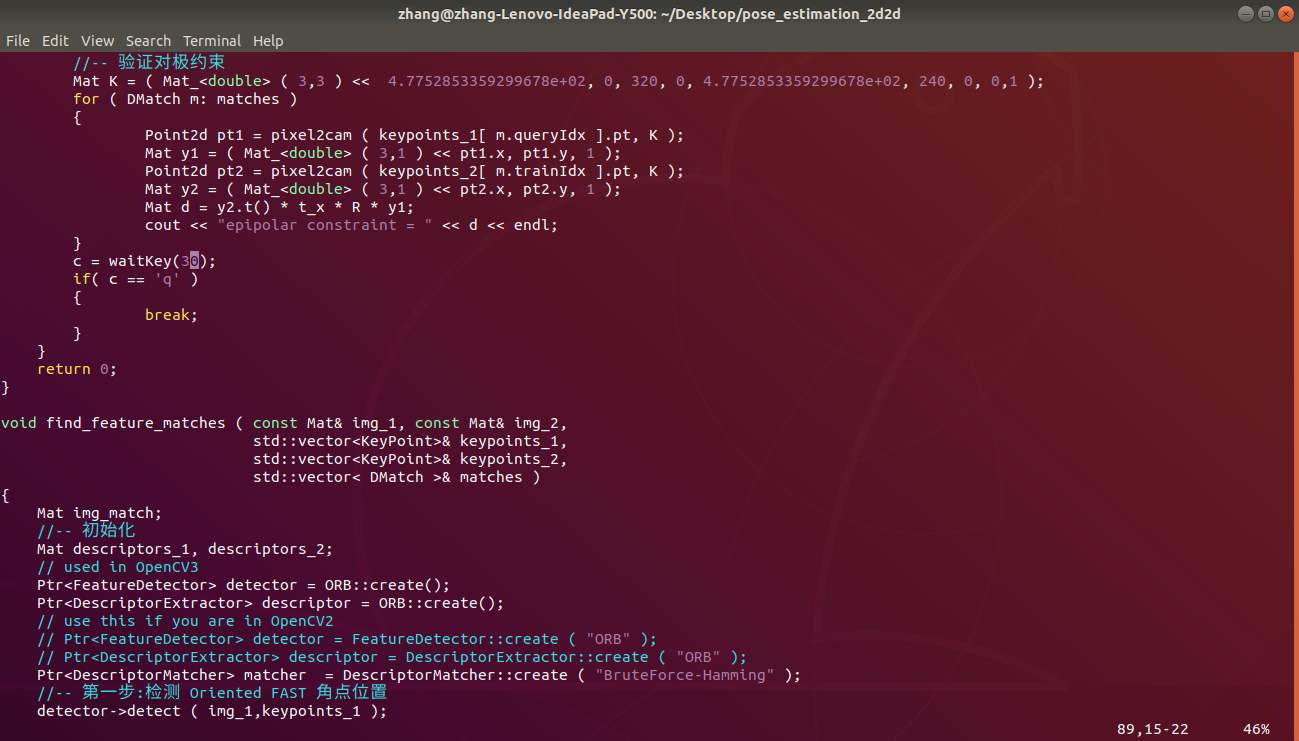 zhang@zhang-Lenovo-IdeaPad-Y500: ~/Desktop/pose_estimation_2d2d
File Edit View Search Terminal Help
        //-- 验证对极约束
        Mat K = ( Mat_<double> ( 3,3 ) <<  4.7752853359299678e+02, 0, 320, 0, 4.7752853359299678e+02, 240, 0, 0,1 );
        for ( DMatch m: matches )
        {
                Point2d pt1 = pixel2cam ( keypoints_1[ m.queryIdx ].pt, K );
                Mat y1 = ( Mat_<double> ( 3,1 ) << pt1.x, pt1.y, 1 );
                Point2d pt2 = pixel2cam ( keypoints_2[ m.trainIdx ].pt, K );
                Mat y2 = ( Mat_<double> ( 3,1 ) << pt2.x, pt2.y, 1 );
                Mat d = y2.t() * t_x * R * y1;
                cout << "epipolar constraint = " << d << endl;
        }
        c = waitKey(30);
        if( c == 'q' )
        {
                break;
        }
    }
    return 0;
}

void find_feature_matches ( const Mat& img_1, const Mat& img_2,
                            std::vector<KeyPoint>& keypoints_1,
                            std::vector<KeyPoint>& keypoints_2,
                            std::vector< DMatch >& matches )
{
    Mat img_match;
    //-- 初始化
    Mat descriptors_1, descriptors_2;
    // used in OpenCV3
    Ptr<FeatureDetector> detector = ORB::create();
    Ptr<DescriptorExtractor> descriptor = ORB::create();
    // use this if you are in OpenCV2
    // Ptr<FeatureDetector> detector = FeatureDetector::create ( "ORB" );
    // Ptr<DescriptorExtractor> descriptor = DescriptorExtractor::create ( "ORB" );
    Ptr<DescriptorMatcher> matcher  = DescriptorMatcher::create ( "BruteForce-Hamming" );
    //-- 第一步:检测 Oriented FAST 角点位置
    detector->detect ( img_1,keypoints_1 );
89,15-22 46%